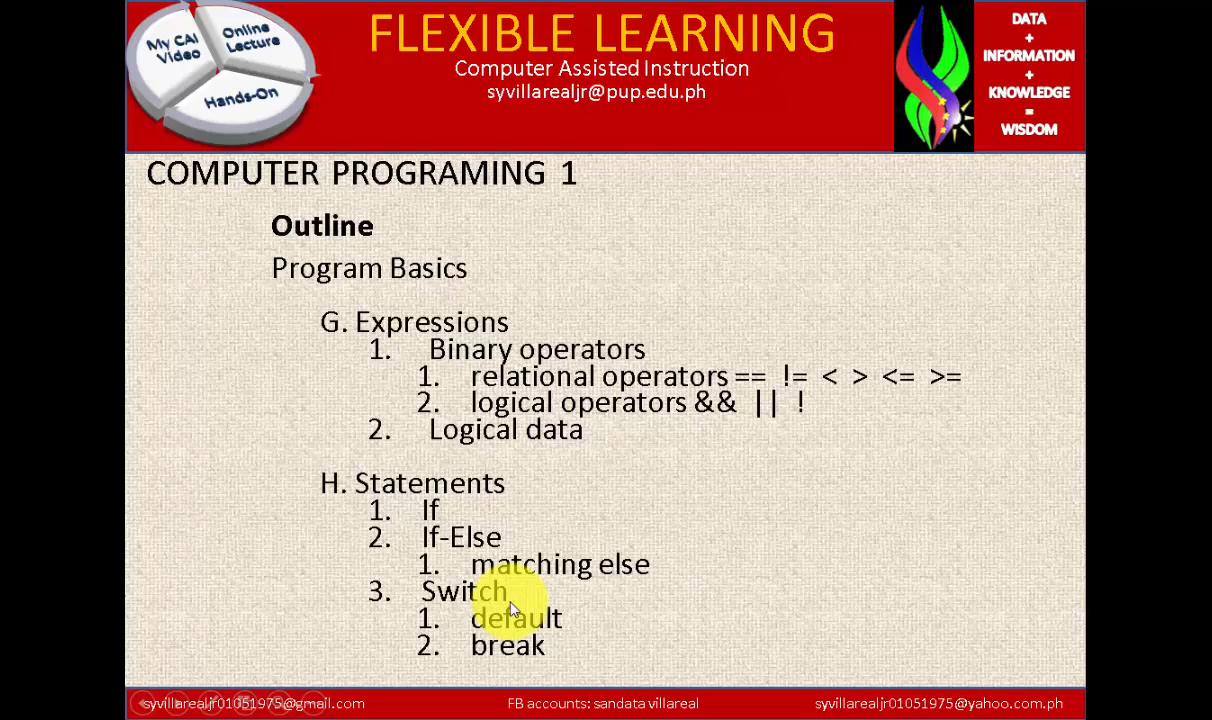 My CAI
Video
Online
Lecture
Hands-On
FLEXIBLE LEARNING
Computer Assisted Instruction
syvillarealjr@pup.edu.ph
DATA
+
INFORMATION
+
KNOWLEDGE
=
WISDOM
COMPUTER PROGRAMING 1
Outline
Program Basics
G. Expressions
1. Binary operators
1. relational operators == != < > <= >=
2. logical operators && || !
2. Logical data
H. Statements
1. If
2. If-Else
1. matching else
3. Switch
1. default
2. break
syvillarealjr01051975@gmail.com
FB accounts: sandata villareal
syvillarealjr01051975@yahoo.com.ph